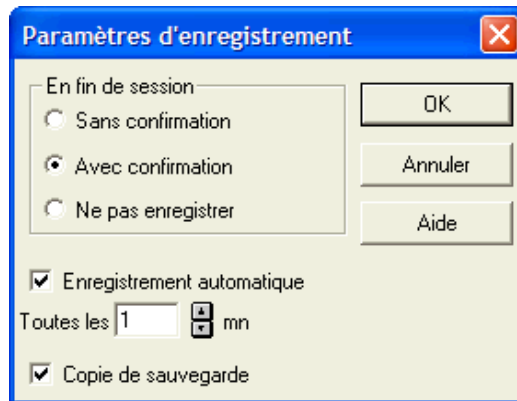 Paramètres d'enregistrement
En fin de session
Sans confirmation
Avec confirmation
Ne pas enregistrer
OK
Annuler
Aide
Enregistrement automatique
Toutes les 1 mn
Copie de sauvegarde